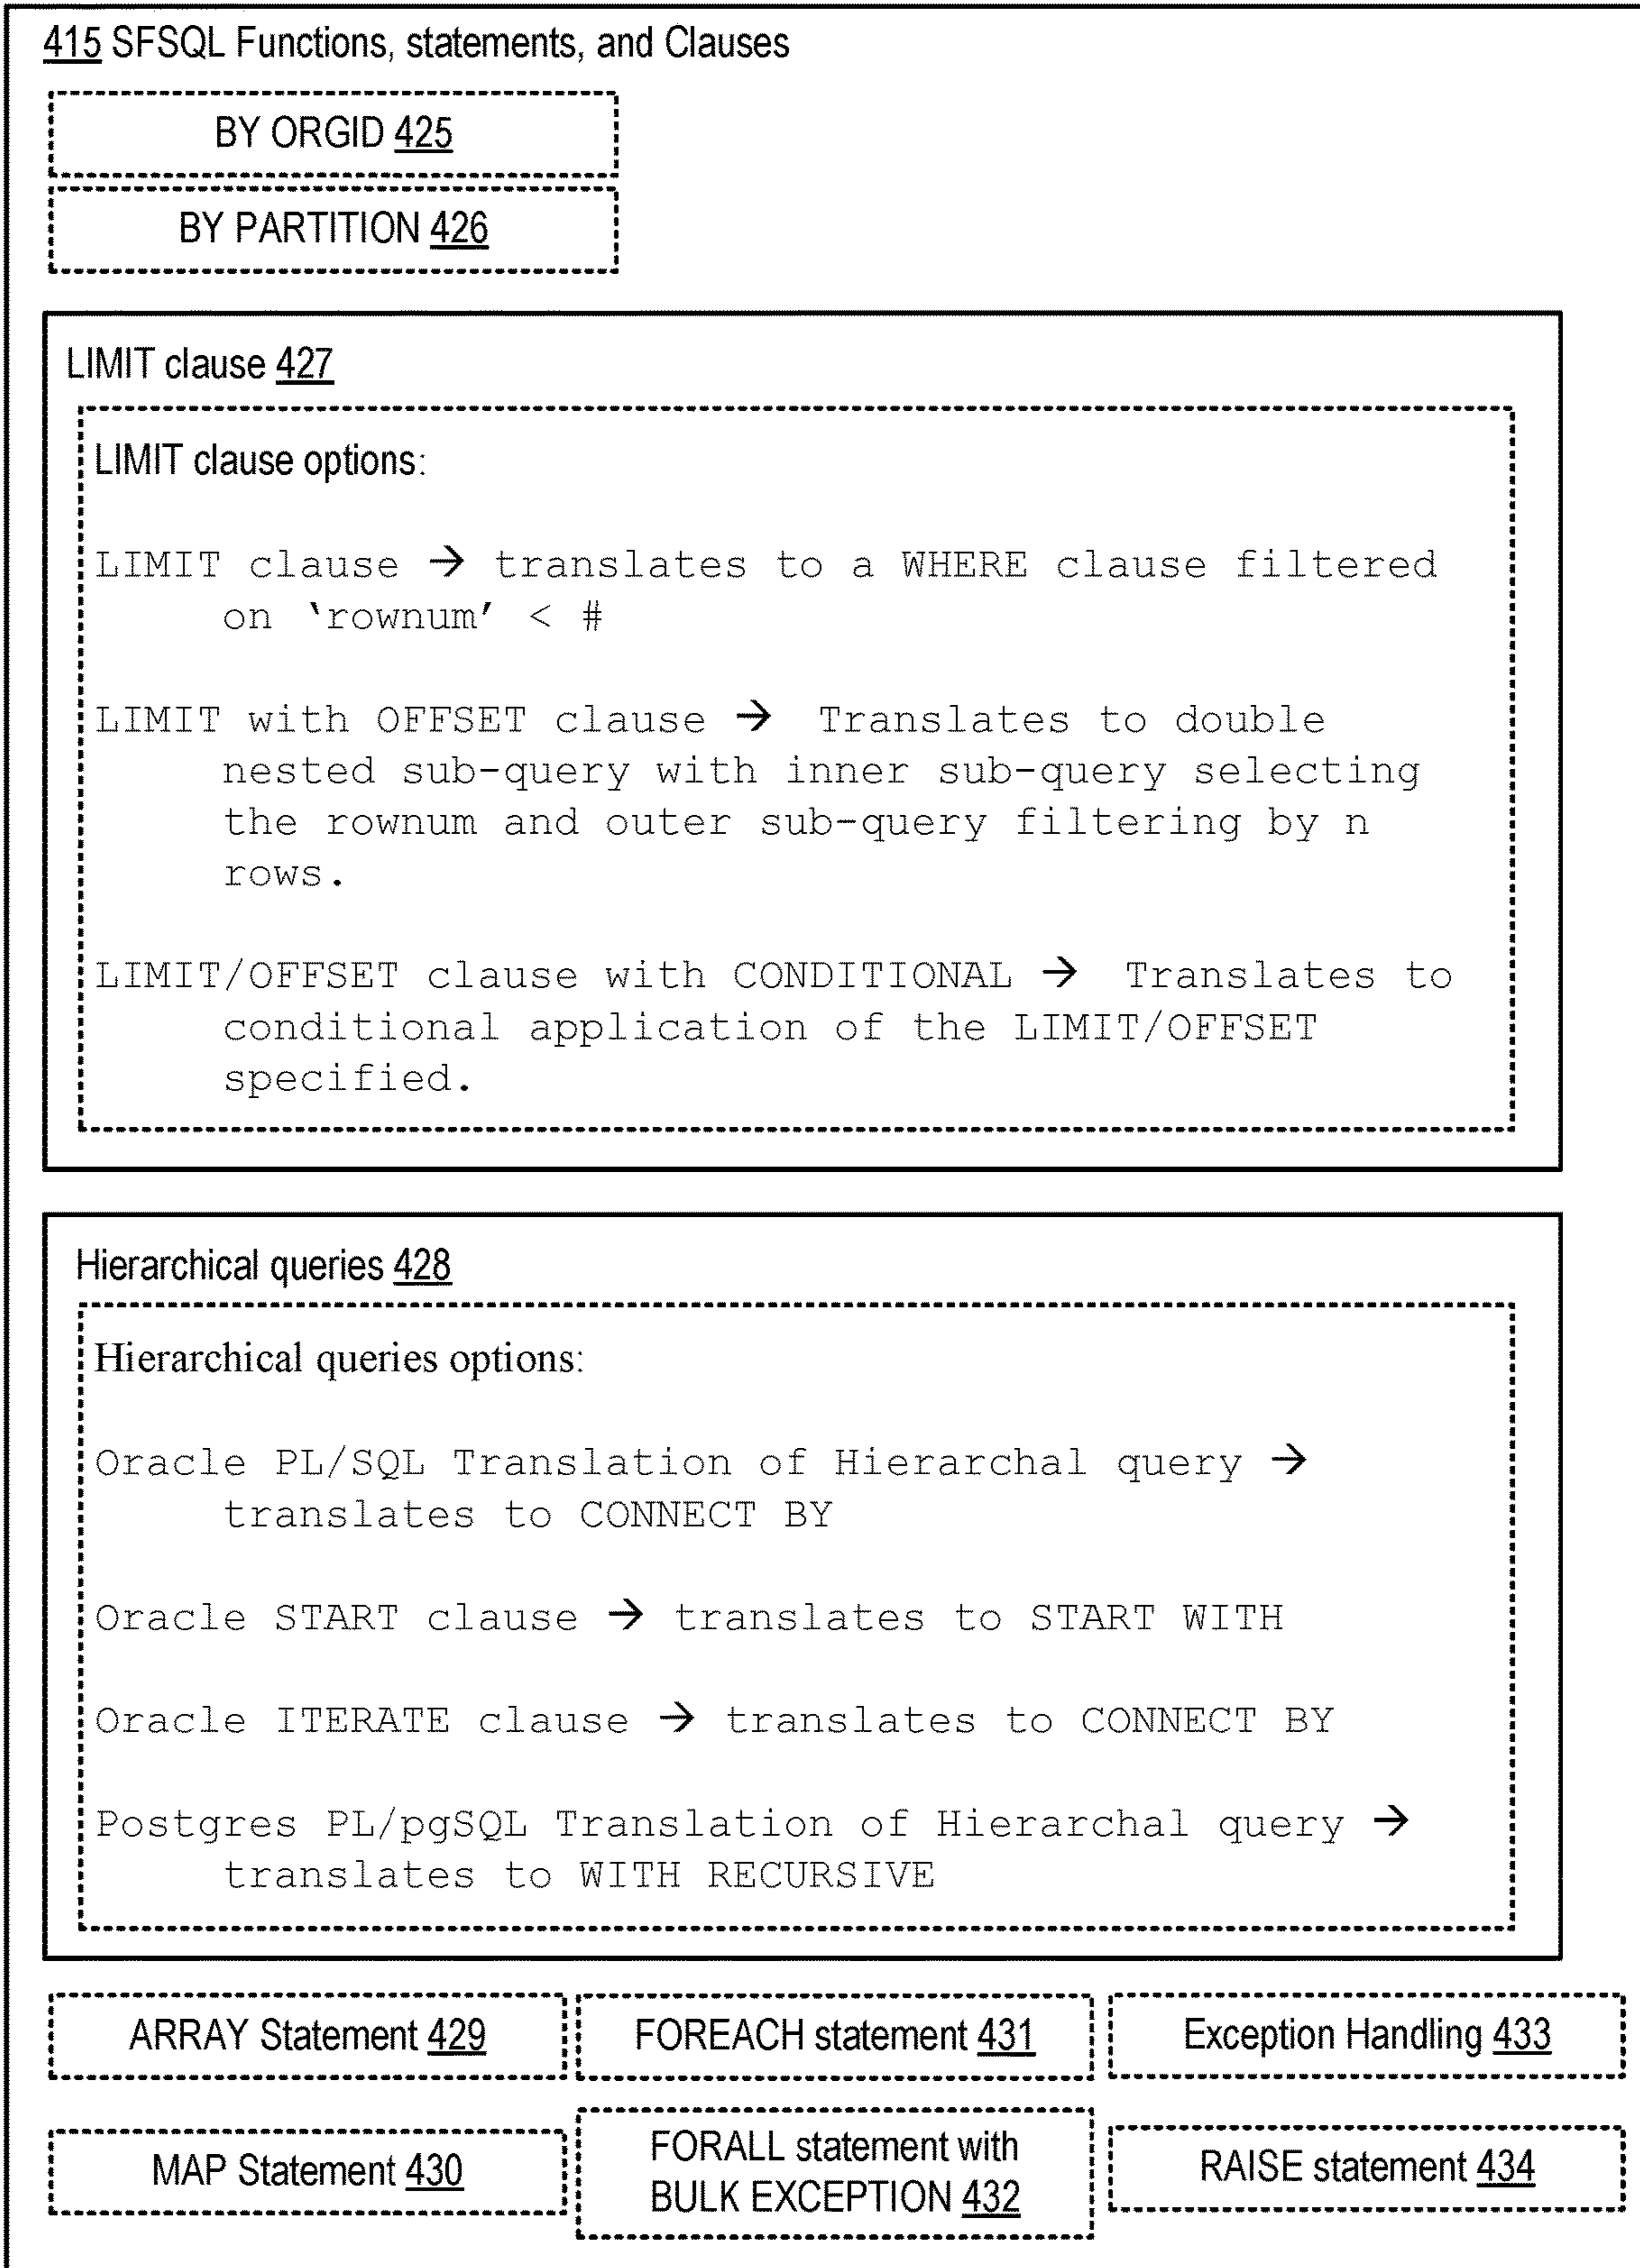 415 SFSQL Functions, statements, and Clauses
BY ORGID 425
BY PARTITION 426
LIMIT clause 427
LIMIT clause options:
LIMIT clause → translates to a WHERE clause filtered
on ‘rownum’ < #
LIMIT with OFFSET clause → Translates to double
nested sub-query with inner sub-query selecting
the rownum and outer sub-query filtering by n
rows.
LIMIT/OFFSET clause with CONDITIONAL → Translates to
conditional application of the LIMIT/OFFSET
specified.
Hierarchical queries 428
Hierarchical queries options:
Oracle PL/SQL Translation of Hierarchal query →
translates to CONNECT BY
Oracle START clause → translates to START WITH
Oracle ITERATE clause → translates to CONNECT BY
Postgres PL/pgSQL Translation of Hierarchal query →
translates to WITH RECURSIVE
ARRAY Statement 429
FOREACH statement 431
Exception Handling 433
MAP Statement 430
FORALL statement with
BULK EXCEPTION 432
RAISE statement 434